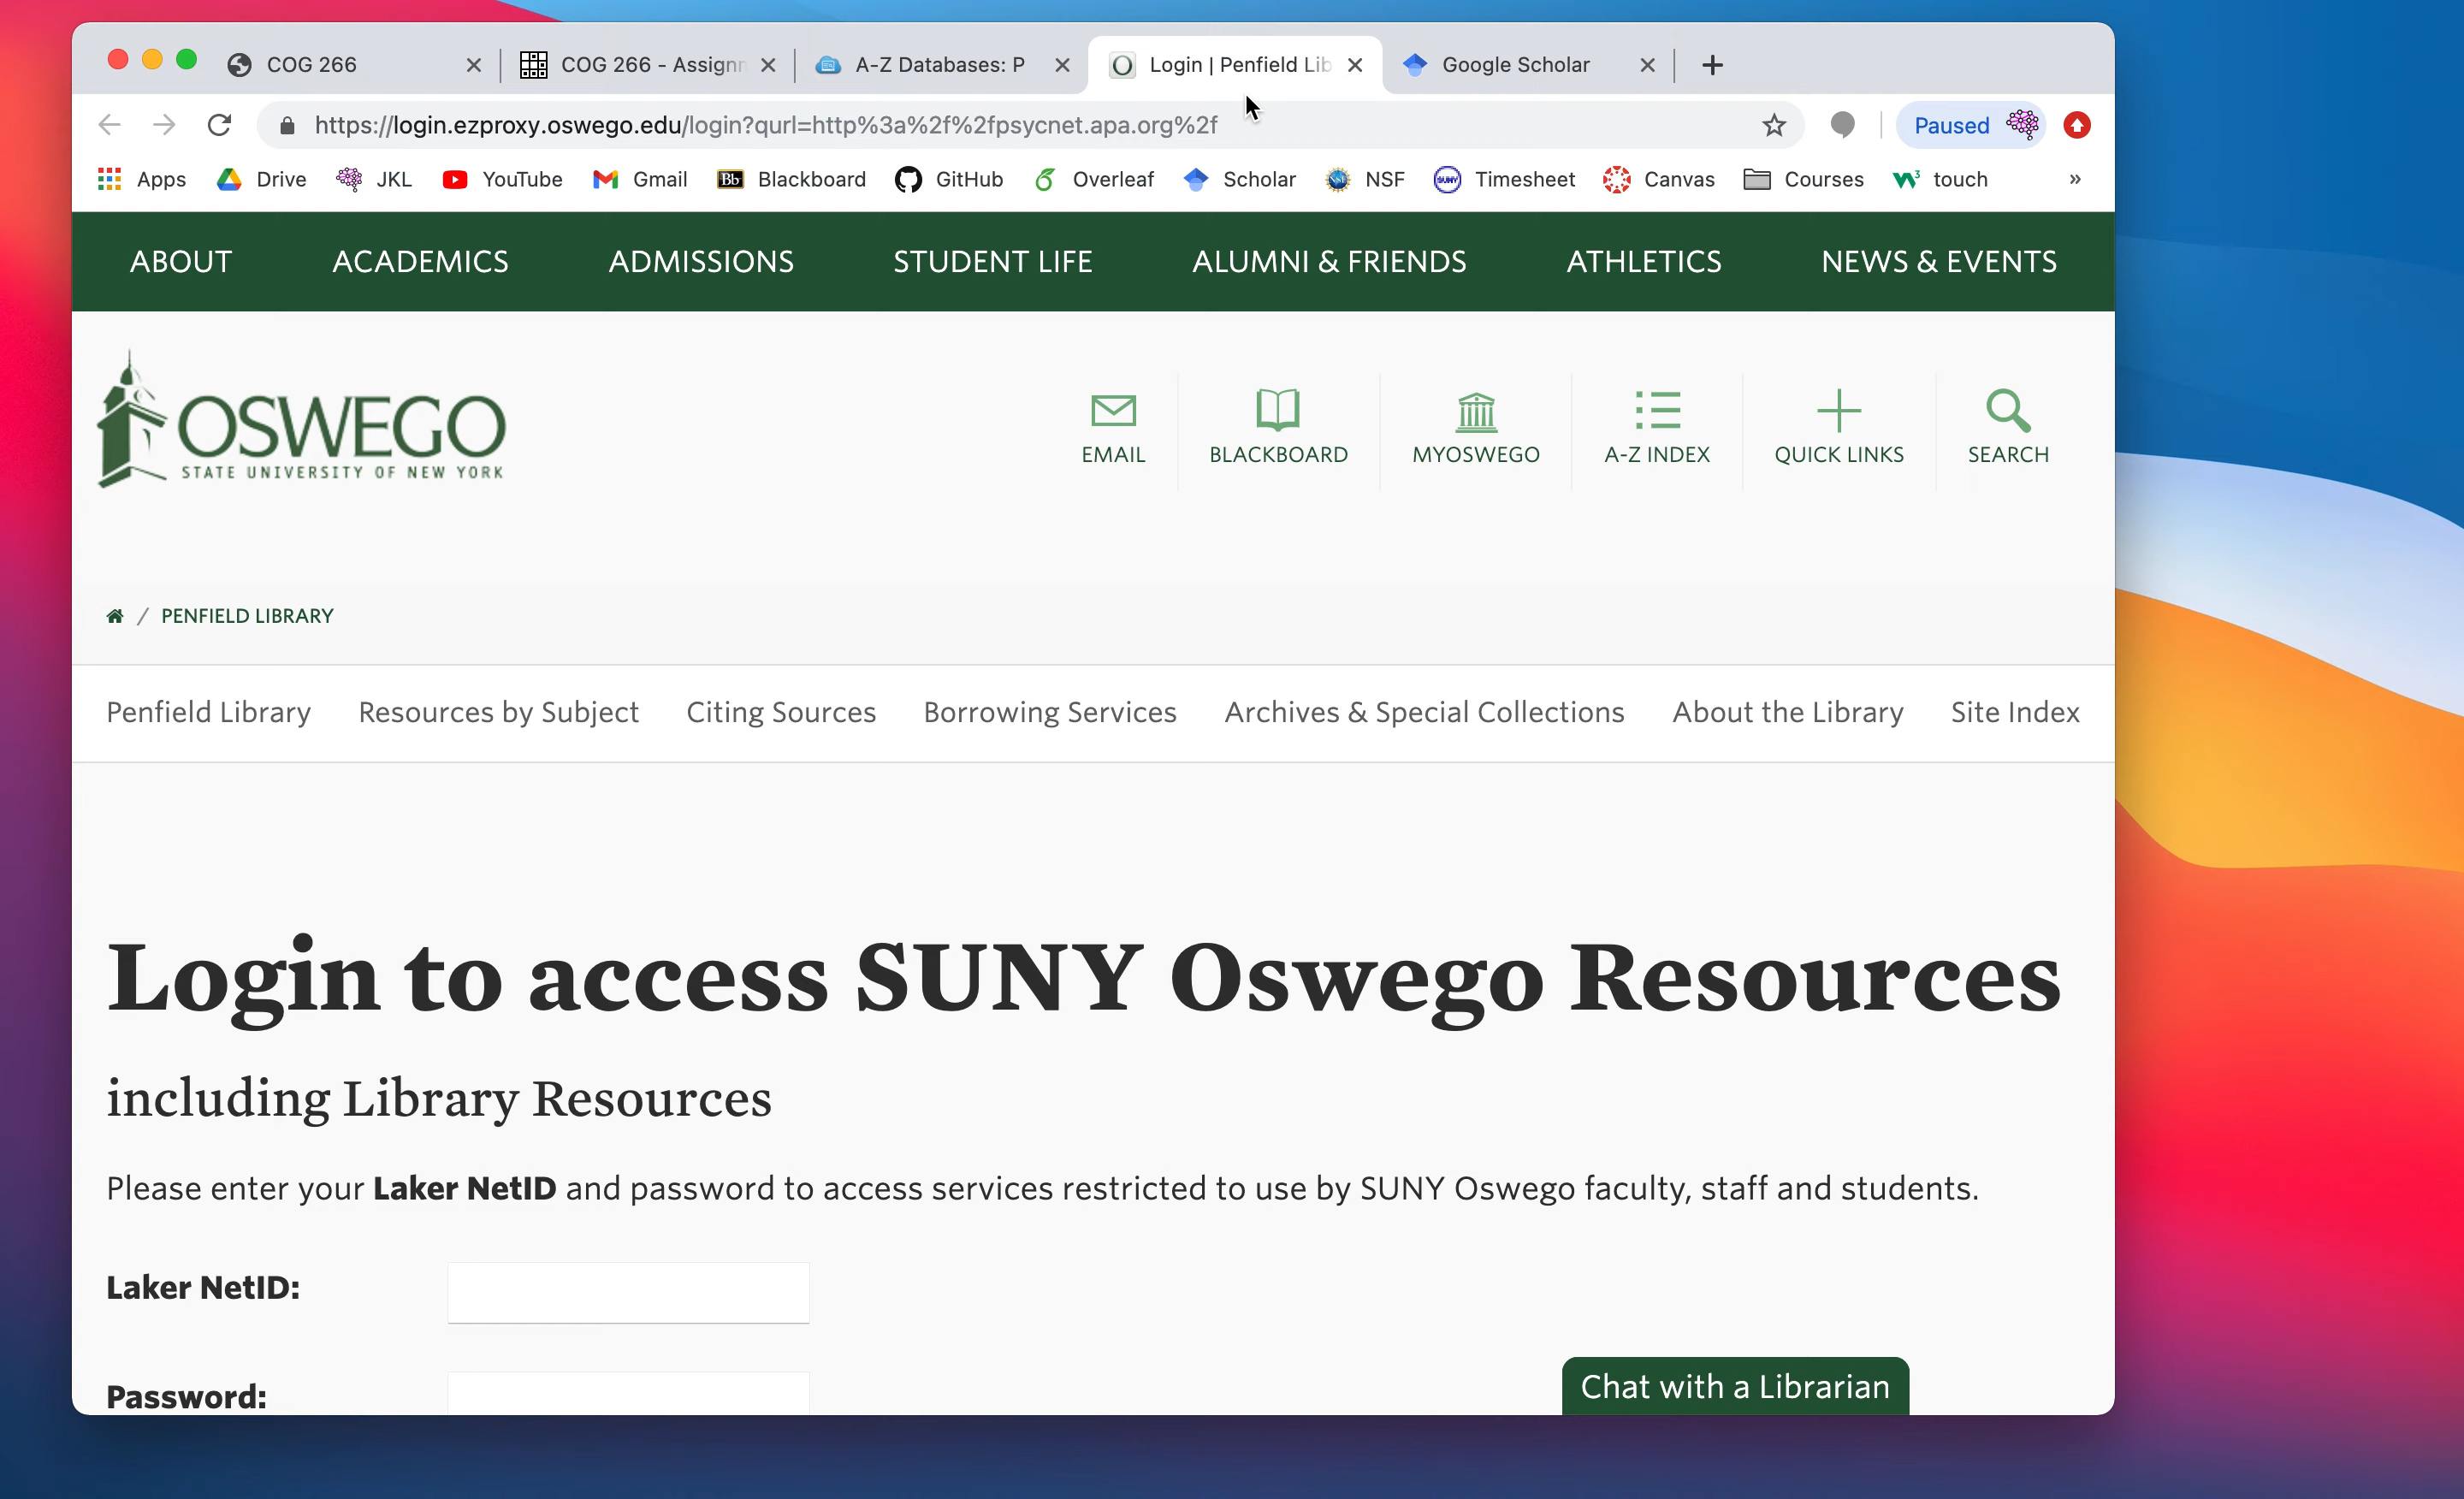 COG 266
COG 266 - Assignm
A-Z Databases: P
Login | Penfield Lib
Google Scholar
https://login.ezproxy.oswego.edu/login?qurl=http%3a%2f%2fpsycnet.apa.org%2f
Paused
Apps Drive JKL YouTube Gmail Blackboard GitHub Overleaf Scholar NSF Timesheet Canvas Courses touch »
ABOUT ACADEMICS ADMISSIONS STUDENT LIFE ALUMNI & FRIENDS ATHLETICS NEWS & EVENTS
OSWEGO
STATE UNIVERSITY OF NEW YORK
EMAIL BLACKBOARD MYOSWEGO A-Z INDEX QUICK LINKS SEARCH
/ PENFIELD LIBRARY
Penfield Library Resources by Subject Citing Sources Borrowing Services Archives & Special Collections About the Library Site Index
Login to access SUNY Oswego Resources
including Library Resources
Please enter your Laker NetID and password to access services restricted to use by SUNY Oswego faculty, staff and students.
Laker NetID:
Password:
Chat with a Librarian